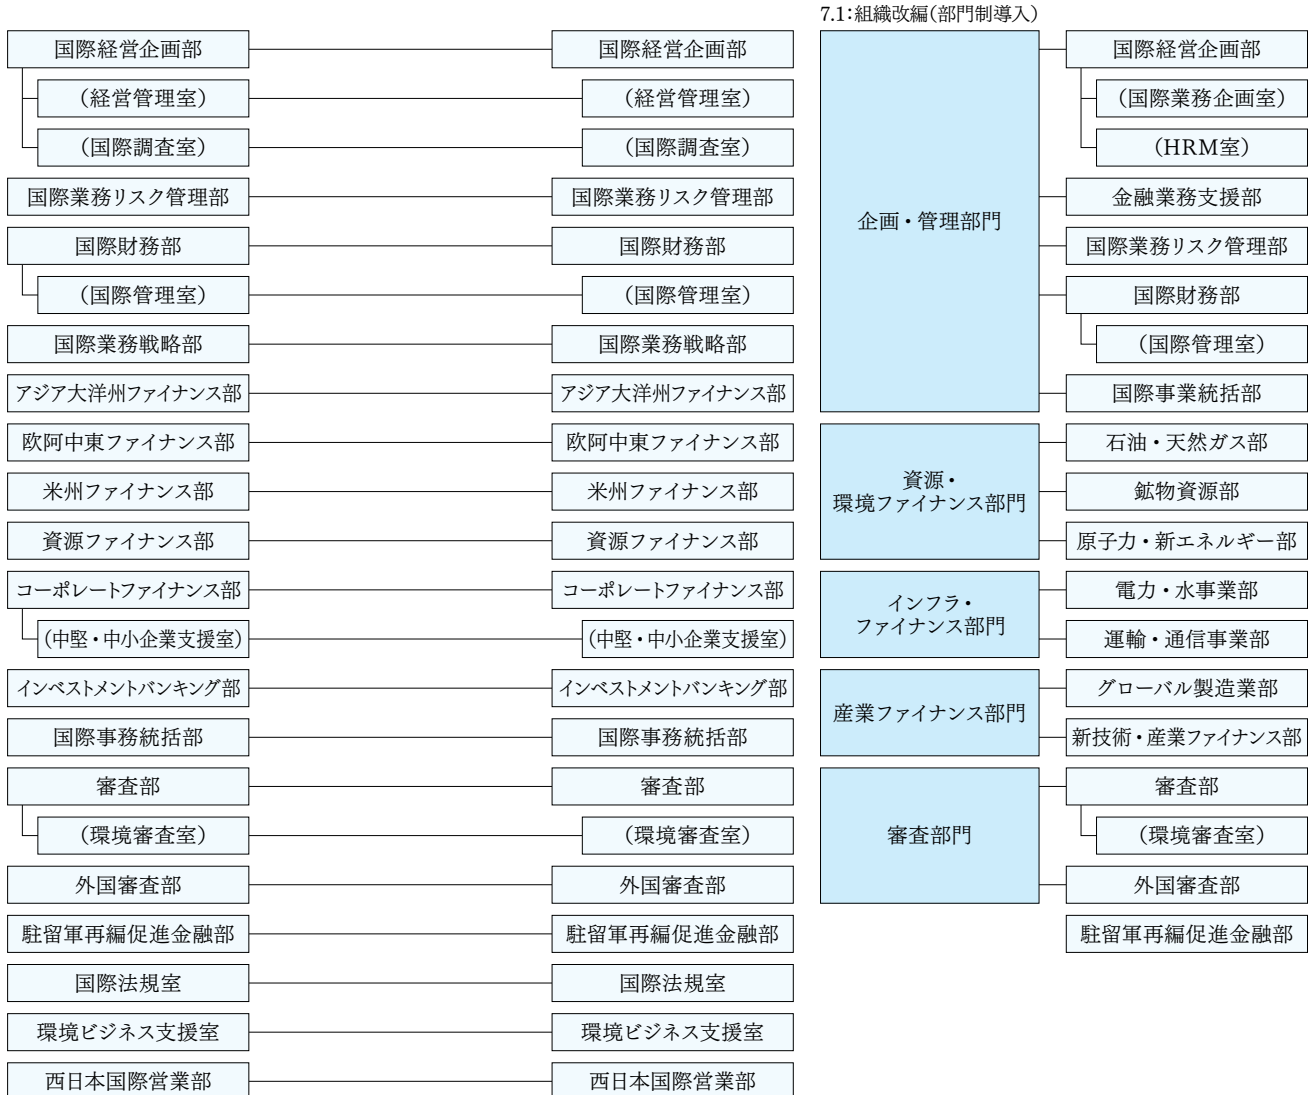 7.1：組織改編（部門制導入）
国際経営企画部
（経営管理室）
（国際調査室）
国際業務リスク管理部
国際財務部
（国際管理室）
国際業務戦略部
アジア大洋州ファイナンス部
欧阿中東ファイナンス部
米州ファイナンス部
資源ファイナンス部
コーポレートファイナンス部
（中堅・中小企業支援室）
インベストメントバンキング部
国際事務統括部
審査部
（環境審査室）
外国審査部
駐留軍再編促進金融部
国際法規室
環境ビジネス支援室
西日本国際営業部
国際経営企画部
（経営管理室）
（国際調査室）
国際業務リスク管理部
国際財務部
（国際管理室）
国際業務戦略部
アジア大洋州ファイナンス部
欧阿中東ファイナンス部
米州ファイナンス部
資源ファイナンス部
コーポレートファイナンス部
（中堅・中小企業支援室）
インベストメントバンキング部
国際事務統括部
審査部
（環境審査室）
外国審査部
駐留軍再編促進金融部
国際法規室
環境ビジネス支援室
西日本国際営業部
企画・管理部門
国際経営企画部
（国際業務企画室）
（HRM室）
金融業務支援部
国際業務リスク管理部
国際財務部
（国際管理室）
国際事業統括部
資源・
環境ファイナンス部門
石油・天然ガス部
鉱物資源部
原子力・新エネルギー部
インフラ・
ファイナンス部門
電力・水事業部
運輸・通信事業部
産業ファイナンス部門
グローバル製造業部
新技術・産業ファイナンス部
審査部門
審査部
（環境審査室）
外国審査部
駐留軍再編促進金融部